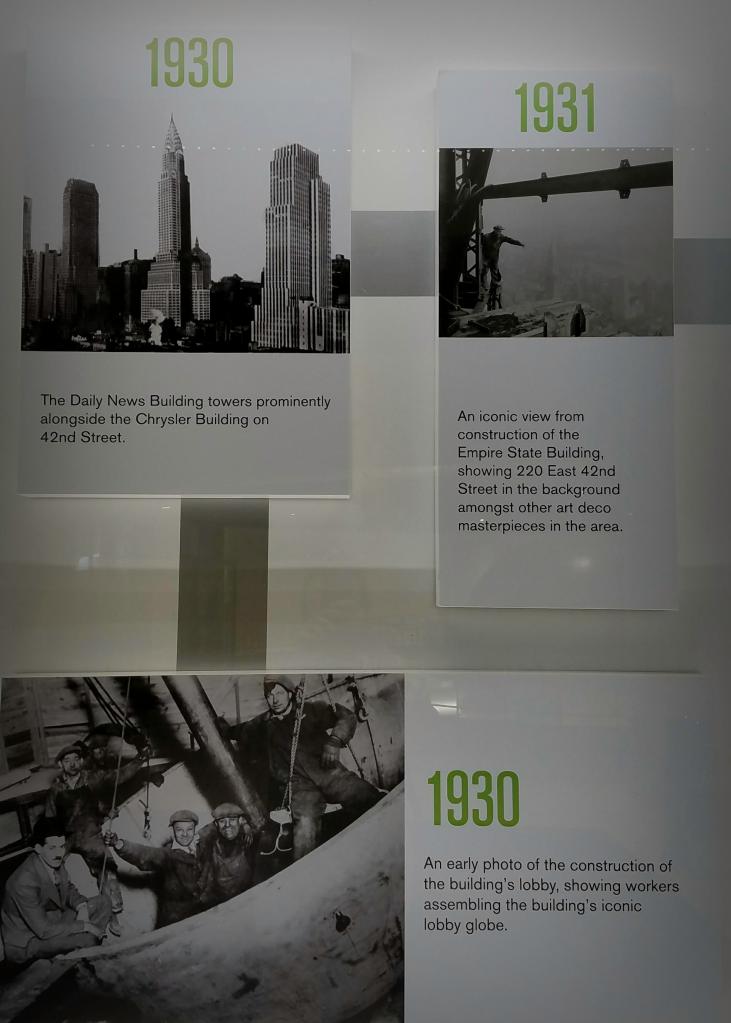 1930
The Daily News Building towers prominently
alongside the Chrysler Building on
42nd Street.
1931
An iconic view from
construction of the
Empire State Building,
showing 220 East 42nd
Street in the background
amongst other art deco
masterpieces in the area.
1930
An early photo of the construction of
the building's lobby, showing workers
assembling the building's iconic
lobby globe.